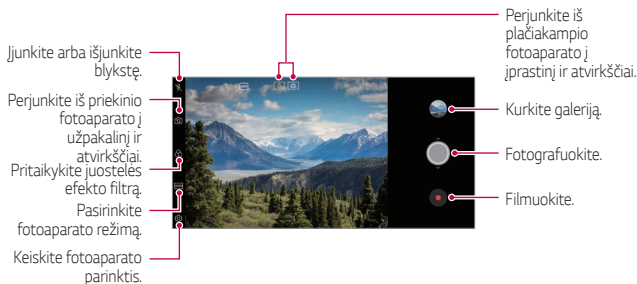 Įjunkite arba išjunkite
blykstę.
Perjunkite iš priekinio
fotoaparato į
užpakalinį ir
atvirkščiai.
Pritaikykite juostelės
efekto filtrą.
Pasirinkite
fotoaparato režimą.
Keiskite fotoaparato
parinktis.
Perjunkite iš
plačiakampio
fotoaparato į
įprastinį ir atvirkščiai.
Kurkite galeriją.
Fotografuokite.
Filmuokite.